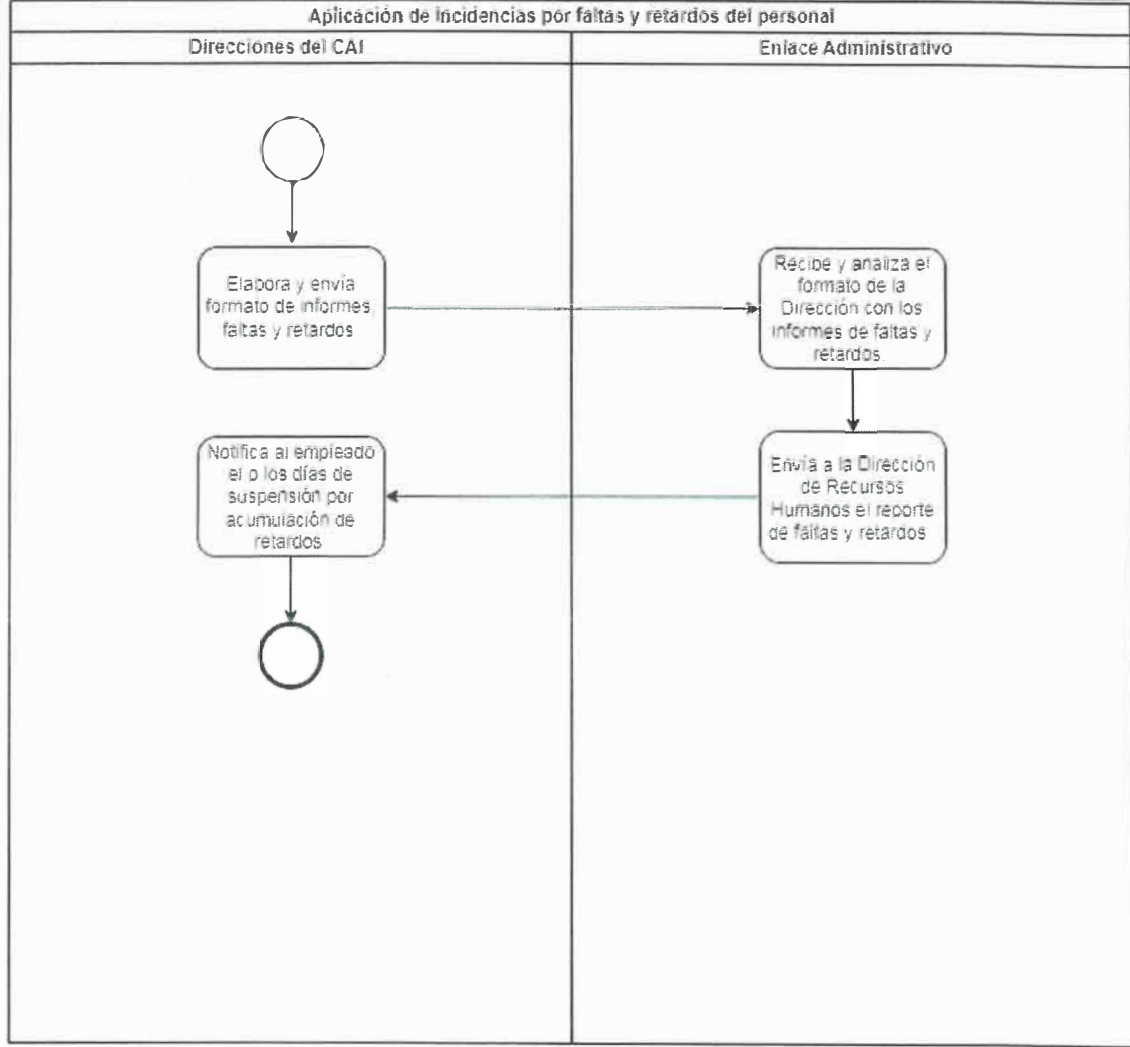 Aplicación de incidencias por faltas y retardos del personal
Direcciones del CAI
Enlace Administrativo
Elabora y envía
formato de informes
faltas y retardos
Recibe y analiza el
formato de la
Dirección con los
informes de faltas y
retardos
Notifica al empleado
el o los días de
suspensión por
acumulación de
retardos
Envía a la Dirección
de Recursos
Humanos el reporte
de faltas y retardos